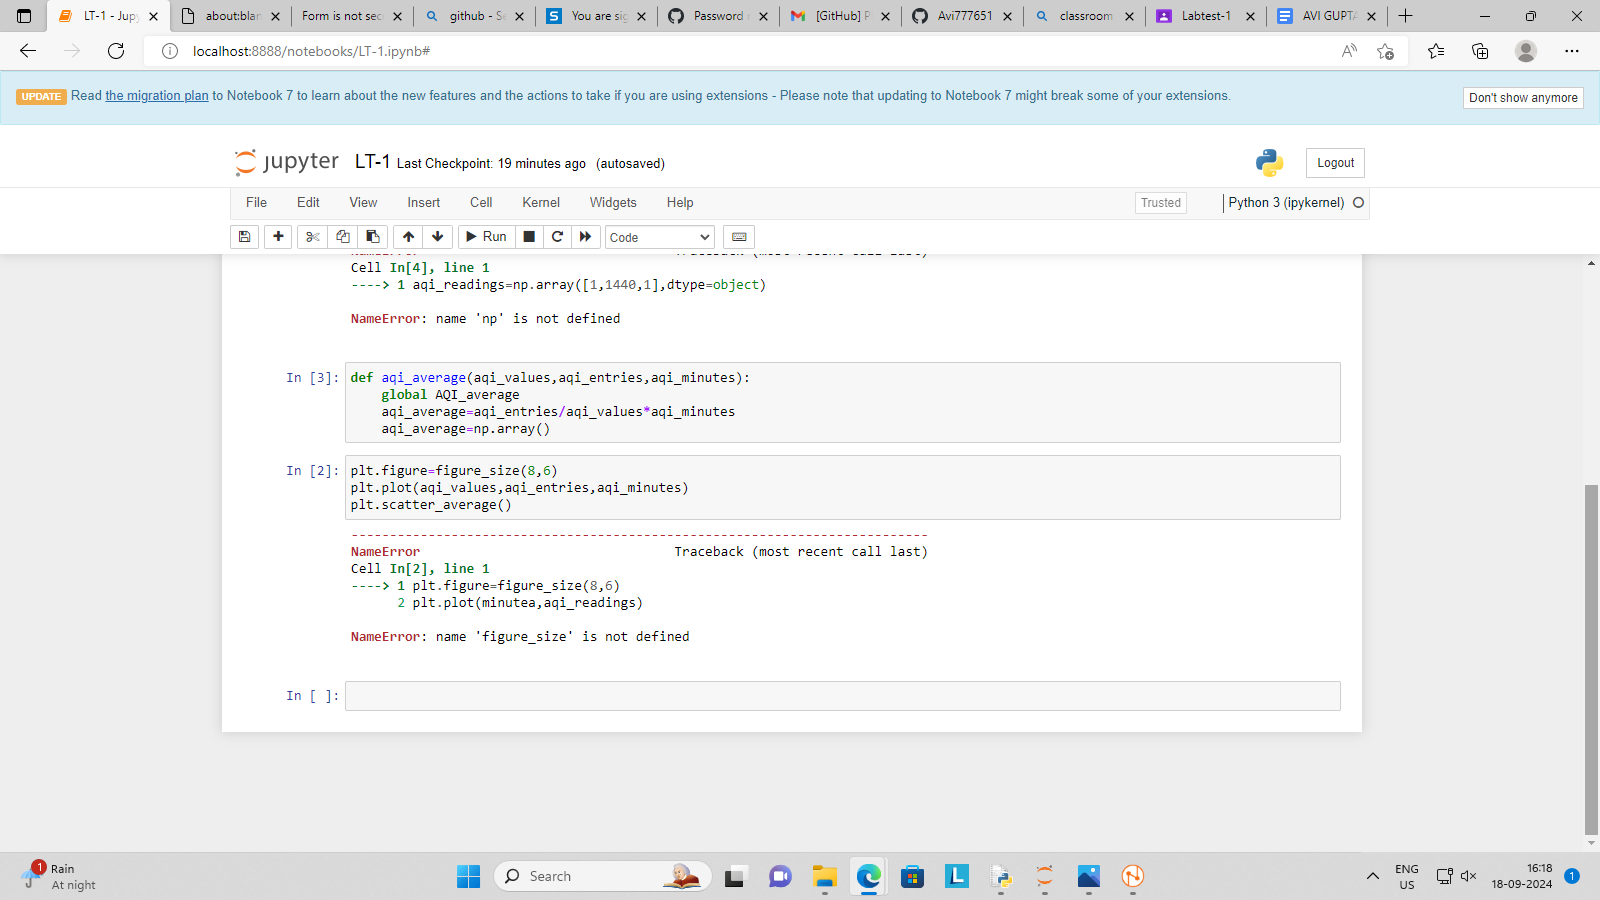 LT-1 - Jup
about:blan
Form is not sec
github - Se
You are sig
Password r
[GitHub] P
Avi777651
classroom
Labtest-1
AVI GUPTA
localhost:8888/notebooks/LT-1.ipynb#
UPDATE Read the migration plan to Notebook 7 to learn about the new features and the actions to take if you are using extensions - Please note that updating to Notebook 7 might break some of your extensions.
Don't show anymore
jupyter LT-1 Last Checkpoint: 19 minutes ago (autosaved)
Logout
File Edit View Insert Cell Kernel Widgets Help
Trusted
Python 3 (ipykernel)
Run
Code
NameError Traceback (most recent call last)
Cell In[4], line 1
----> 1 aqi_readings=np.array([1,1440,1],dtype=object)
NameError: name 'np' is not defined
In [3]: def aqi_average(aqi_values,aqi_entries,aqi_minutes):
global AQI_average
aqi_average=aqi_entries/aqi_values*aqi_minutes
aqi_average=np.array()
In [2]: plt.figure=figure_size(8,6)
plt.plot(aqi_values,aqi_entries,aqi_minutes)
plt.scatter_average()
---------------------------------------------------------------------------
NameError Traceback (most recent call last)
Cell In[2], line 1
----> 1 plt.figure=figure_size(8,6)
2 plt.plot(minutea,aqi_readings)
NameError: name 'figure_size' is not defined
In [ ]:
1
Rain
At night
Search
L
ENG
US
16:18
18-09-2024
1